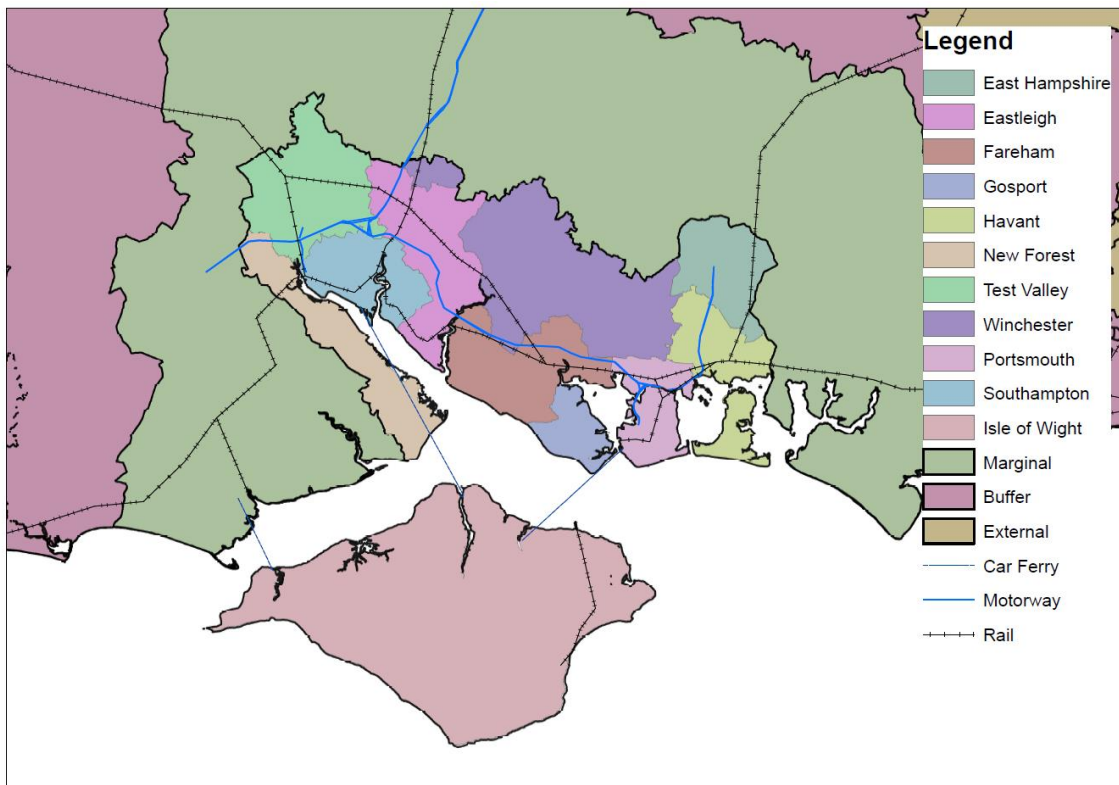 Legend
East Hampshire
Eastleigh
Fareham
Gosport
Havant
New Forest
Test Valley
Winchester
Portsmouth
Southampton
Isle of Wight
Marginal
Buffer
External
Car Ferry
Motorway
Rail